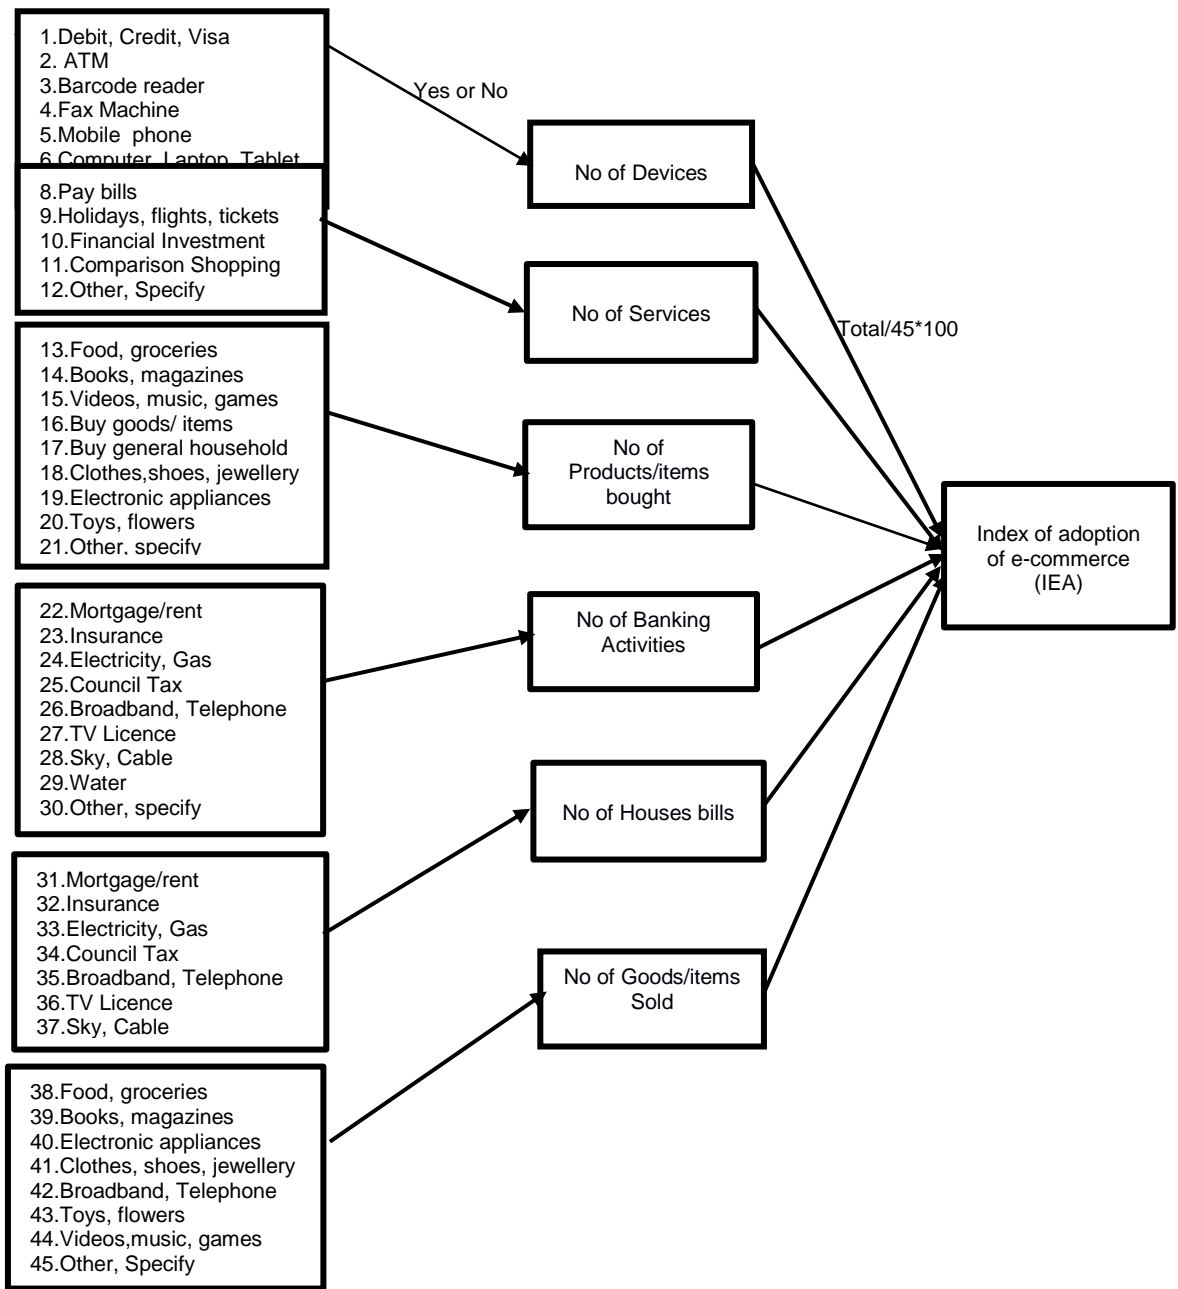 1.Debit, Credit, Visa
2. ATM
3.Barcode reader
4.Fax Machine
5.Mobile phone
6.Computer, Laptop, Tablet
8.Pay bills
9.Holidays, flights, tickets
10.Financial Investment
11.Comparison Shopping
12.Other, Specify
13.Food, groceries
14.Books, magazines
15.Videos, music, games
16.Buy goods/ items
17.Buy general household
18.Clothes,shoes, jewellery
19.Electronic appliances
20.Toys, flowers
21.Other, specify
22.Mortgage/rent
23.Insurance
24.Electricity, Gas
25.Council Tax
26.Broadband, Telephone
27.TV Licence
28.Sky, Cable
29.Water
30.Other, specify
31.Mortgage/rent
32.Insurance
33.Electricity, Gas
34.Council Tax
35.Broadband, Telephone
36.TV Licence
37.Sky, Cable
38.Food, groceries
39.Books, magazines
40.Electronic appliances
41.Clothes, shoes, jewellery
42.Broadband, Telephone
43.Toys, flowers
44.Videos,music, games
45.Other, Specify
Yes or No
No of Devices
No of Services
No of
Products/items
bought
No of Banking
Activities
No of Houses bills
No of Goods/items
Sold
Total/45*100
Index of adoption
of e-commerce
(IEA)